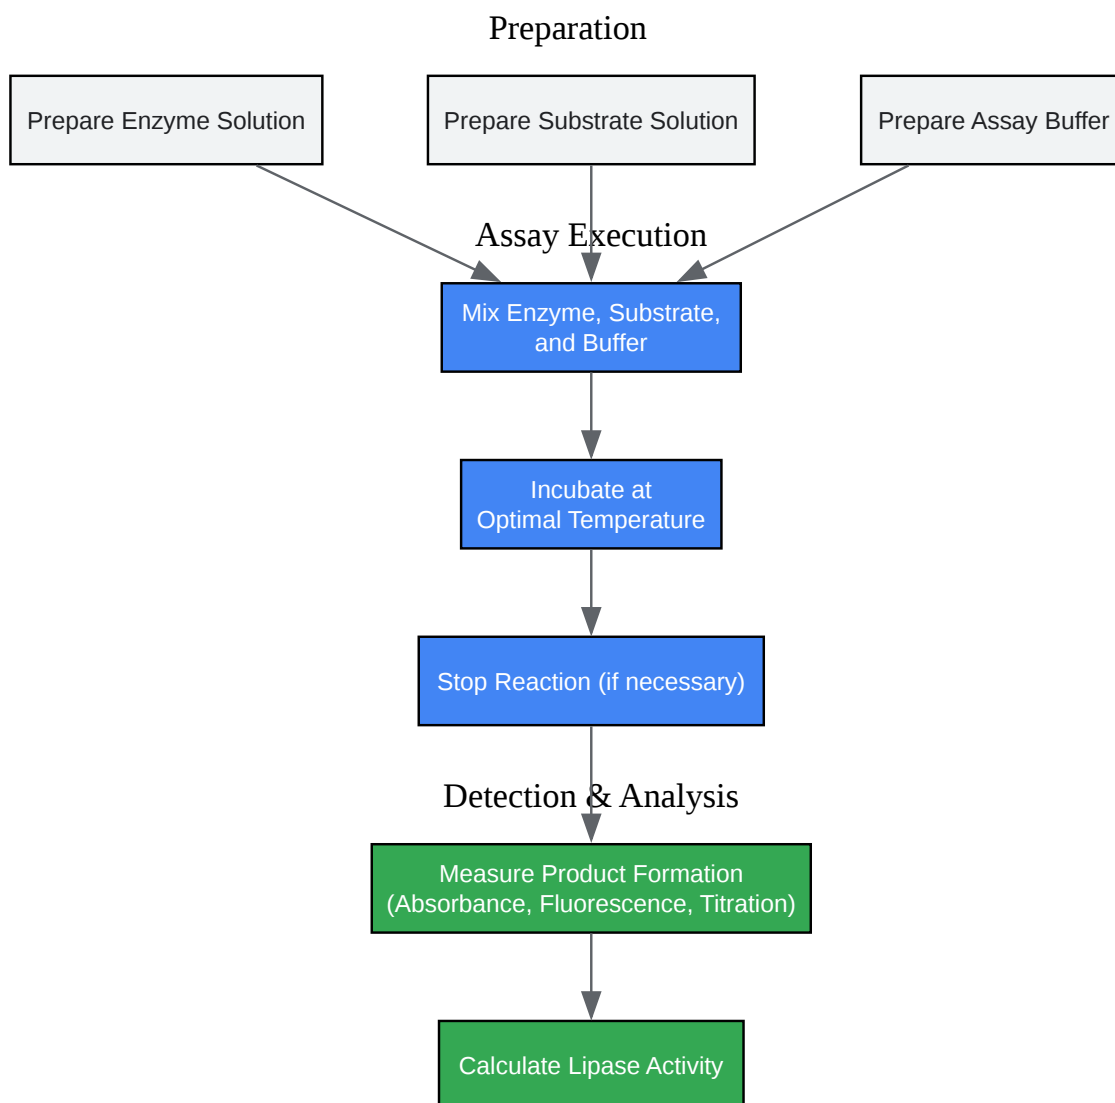 Preparation
Prepare Enzyme Solution
Prepare Substrate Solution
Prepare Assay Buffer
Assay Execution
Mix Enzyme, Substrate,
and Buffer
Incubate at
Optimal Temperature
Stop Reaction (if necessary)
Detection & Analysis
Measure Product Formation
(Absorbance, Fluorescence, Titration)
Calculate Lipase Activity